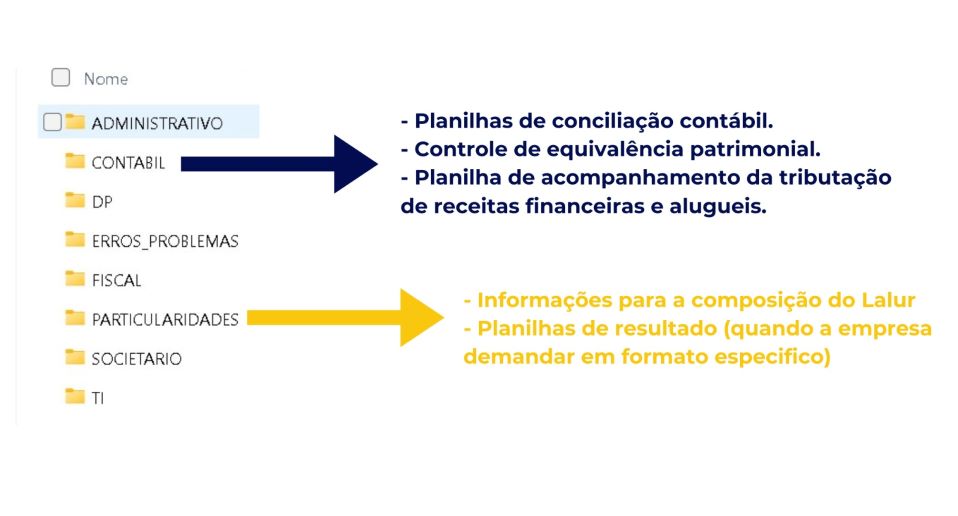 Nome
ADMINISTRATIVO
CONTABIL
DP
ERROS_PROBLEMAS
FISCAL
PARTICULARIDADES
SOCIETARIO
TI
- Planilhas de conciliação contábil.
- Controle de equivalência patrimonial.
- Planilha de acompanhamento da tributação
de receitas financeiras e alugueis.
- Informações para a composição do Lalur
- Planilhas de resultado (quando a empresa
demandar em formato especifico)